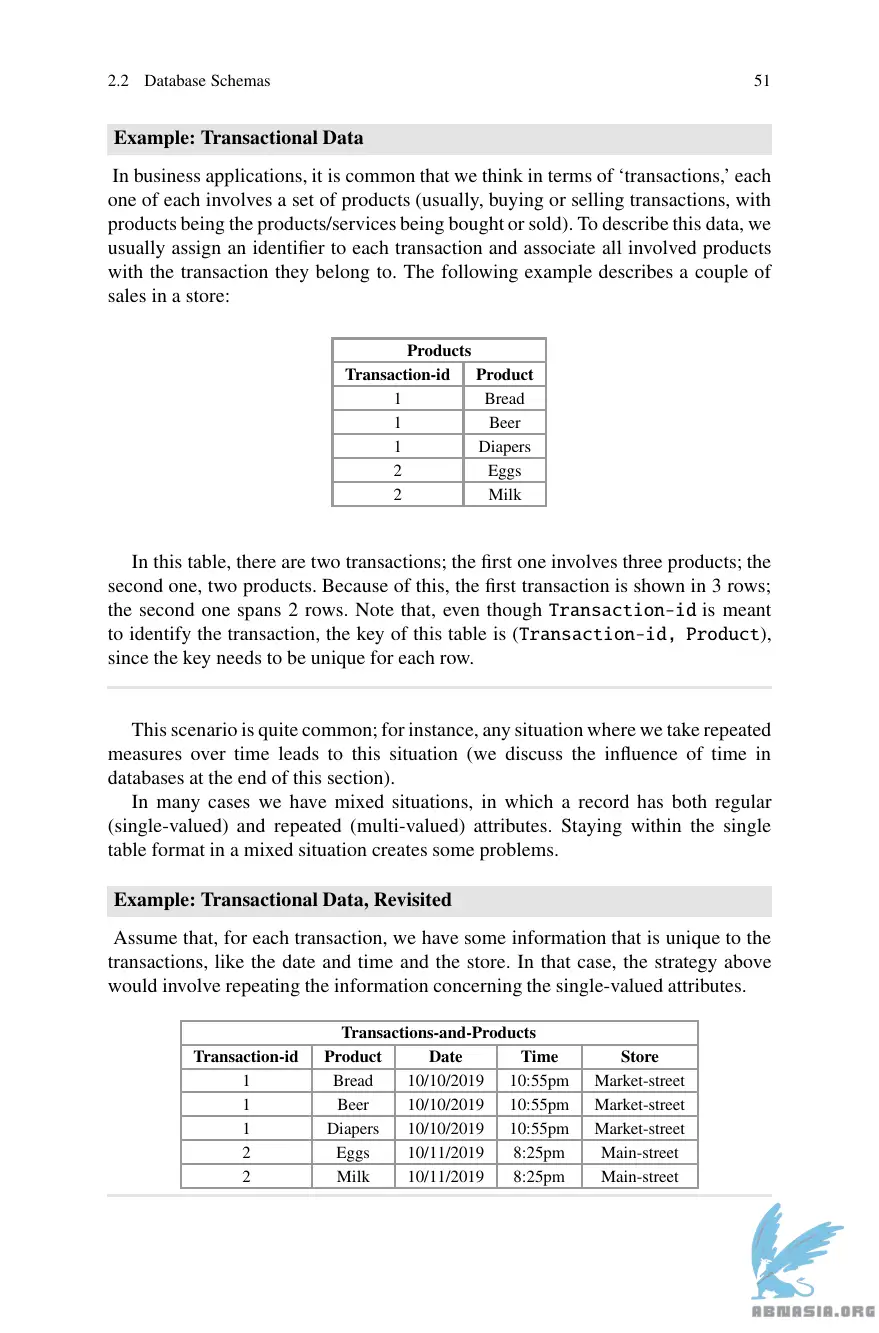 2.2 Database Schemas 51
Example: Transactional Data
In business applications, it is common that we think in terms of ‘transactions,’ each
one of each involves a set of products (usually, buying or selling transactions, with
products being the products/services being bought or sold). To describe this data, we
usually assign an identifier to each transaction and associate all involved products
with the transaction they belong to. The following example describes a couple of
sales in a store:
Products
Transaction-id Product
1 Bread
1 Beer
1 Diapers
2 Eggs
2 Milk
In this table, there are two transactions; the first one involves three products; the
second one, two products. Because of this, the first transaction is shown in 3 rows;
the second one spans 2 rows. Note that, even though Transaction-id is meant
to identify the transaction, the key of this table is (Transaction-id, Product),
since the key needs to be unique for each row.
This scenario is quite common; for instance, any situation where we take repeated
measures over time leads to this situation (we discuss the influence of time in
databases at the end of this section).
In many cases we have mixed situations, in which a record has both regular
(single-valued) and repeated (multi-valued) attributes. Staying within the single
table format in a mixed situation creates some problems.
Example: Transactional Data, Revisited
Assume that, for each transaction, we have some information that is unique to the
transactions, like the date and time and the store. In that case, the strategy above
would involve repeating the information concerning the single-valued attributes.
Transactions-and-Products
Transaction-id Product Date Time Store
1 Bread 10/10/2019 10:55pm Market-street
1 Beer 10/10/2019 10:55pm Market-street
1 Diapers 10/10/2019 10:55pm Market-street
2 Eggs 10/11/2019 8:25pm Main-street
2 Milk 10/11/2019 8:25pm Main-street
ABNASIA.ORG